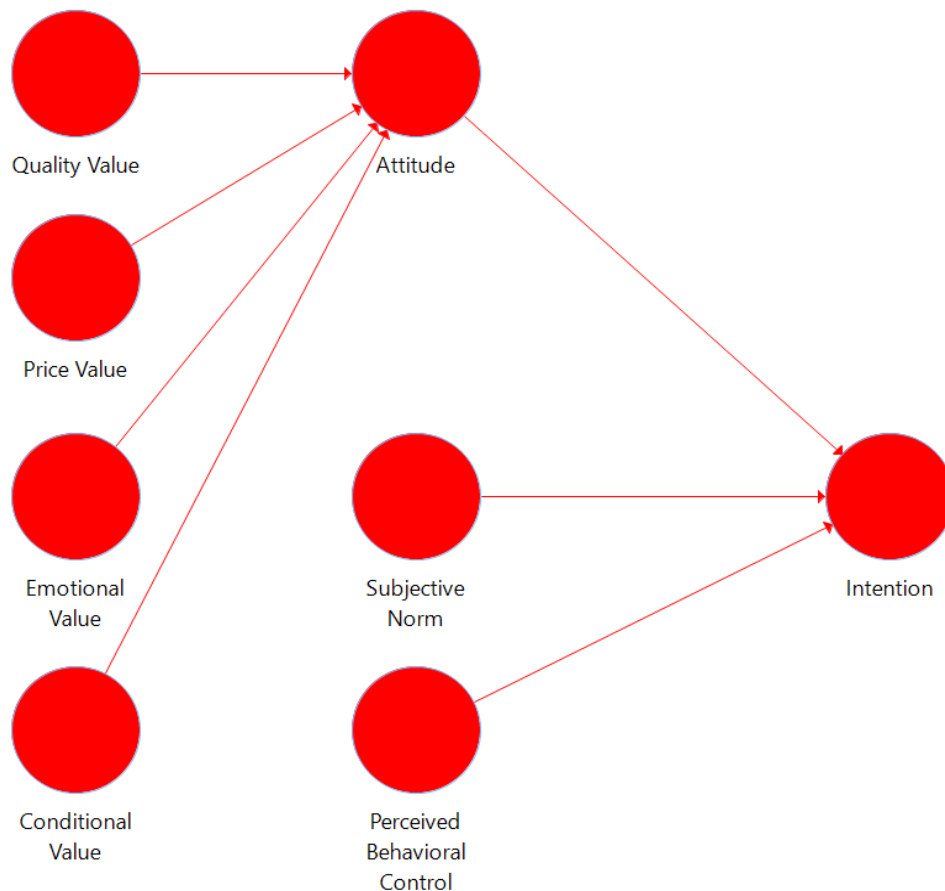 Quality Value
Attitude
Price Value
Emotional
Value
Subjective
Norm
Intention
Conditional
Value
Perceived
Behavioral
Control